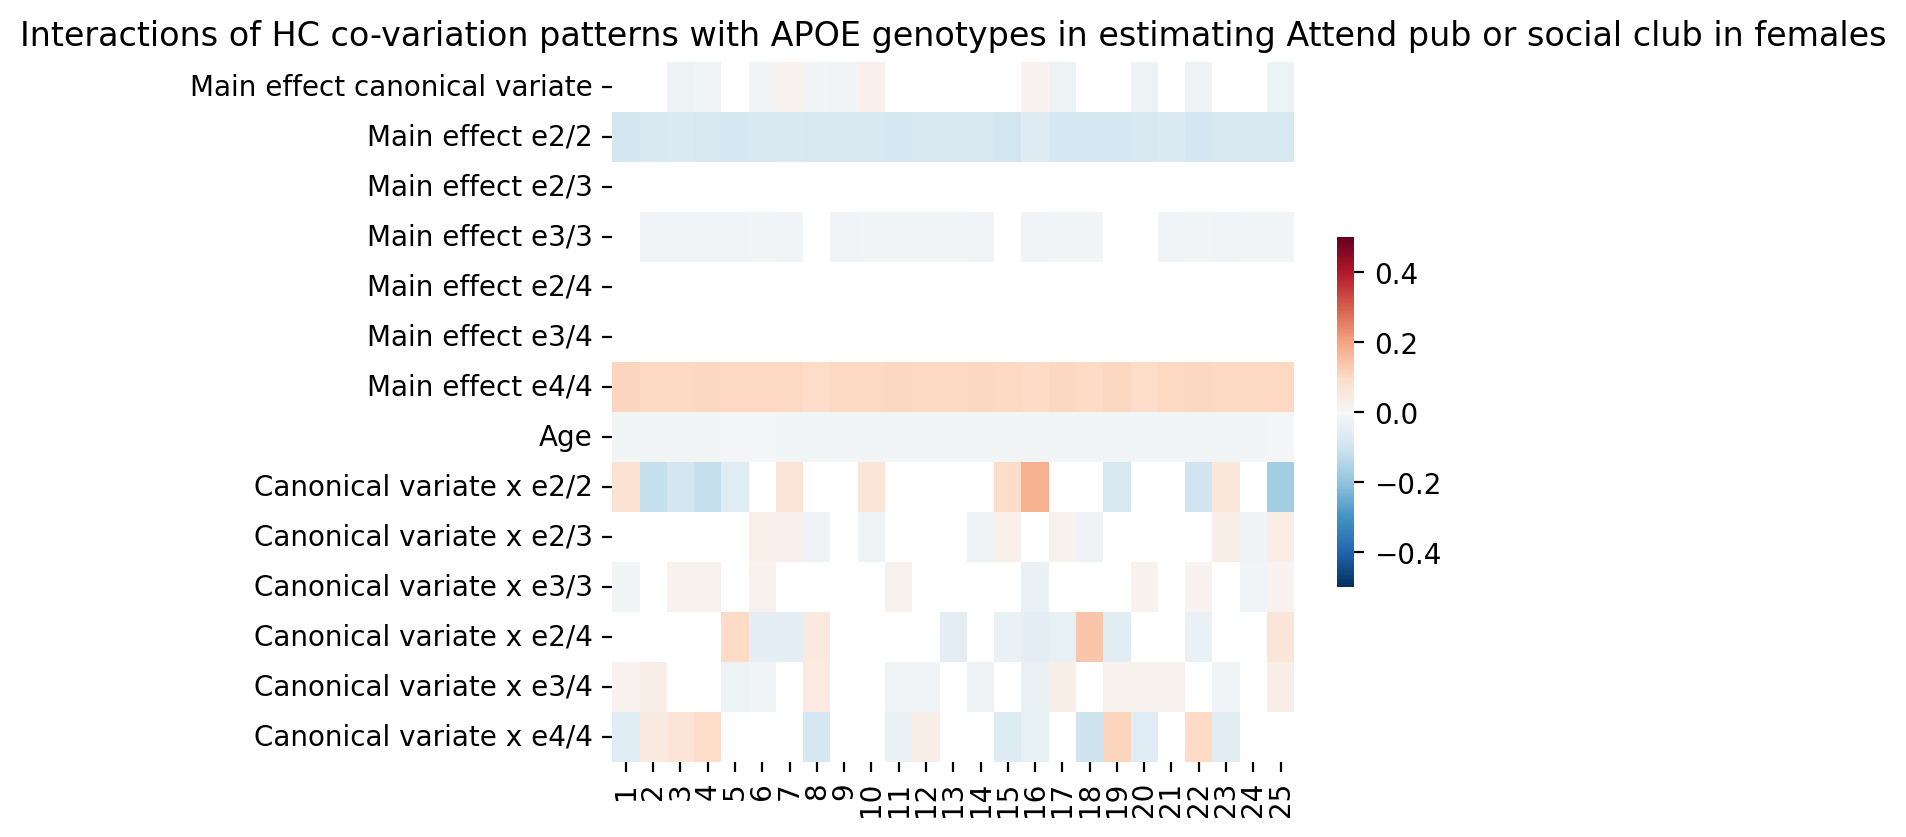 Interactions of HC co-variation patterns with APOE genotypes in estimating Attend pub or social club in females
Main effect canonical variate
Main effect e2/2
Main effect e2/3
Main effect e3/3
Main effect e2/4
Main effect e3/4
Main effect e4/4
Age
Canonical variate x e2/2
Canonical variate x e2/3
Canonical variate x e3/3
Canonical variate x e2/4
Canonical variate x e3/4
Canonical variate x e4/4
1 2 3 4 5 6 7 8 9 10 11 12 13 14 15 16 17 18 19 20 21 22 23 24 25
0.4
0.2
0.0
−0.2
−0.4